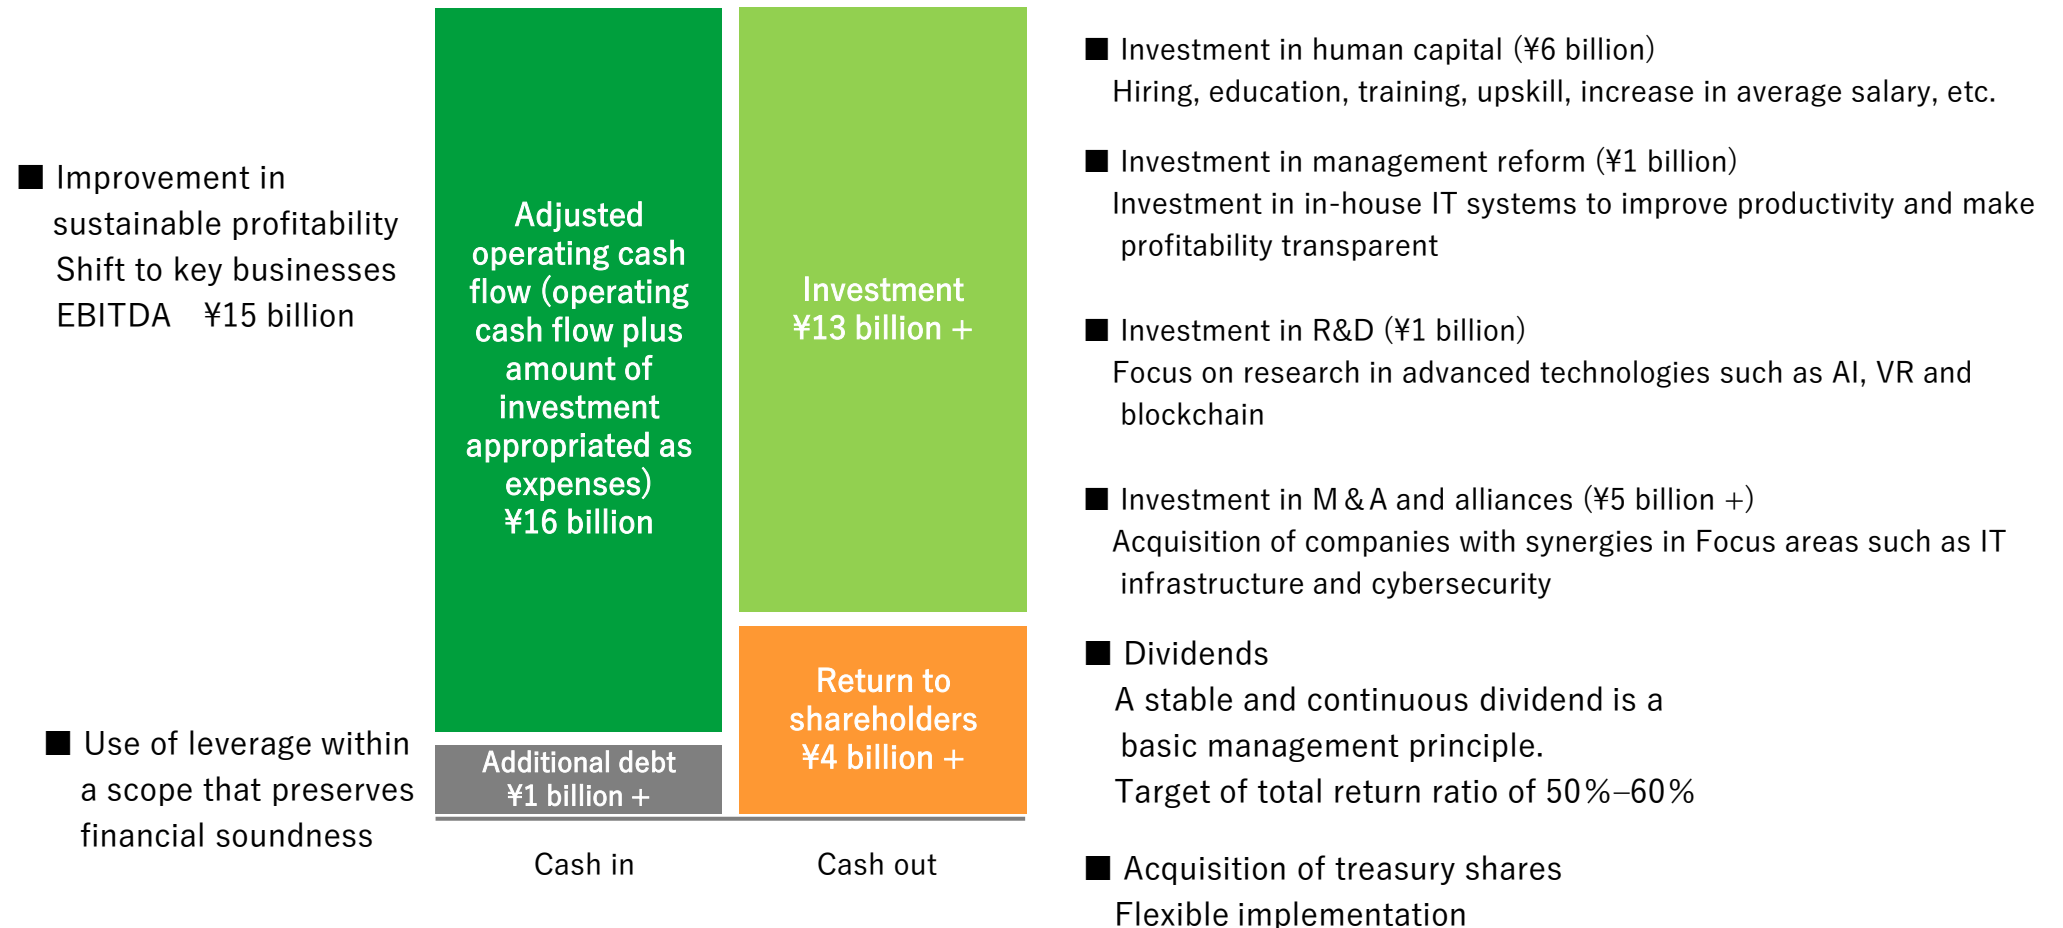 ■ Improvement in
sustainable profitability
Shift to key businesses
EBITDA ¥15 billion
■ Use of leverage within
a scope that preserves
financial soundness
Adjusted
operating cash
flow (operating
cash flow plus
amount of
investment
appropriated as
expenses)
¥16 billion
Additional debt
¥1 billion +
Cash in
Investment
¥13 billion +
Return to
shareholders
¥4 billion +
Cash out
■ Investment in human capital (¥6 billion)
Hiring, education, training, upskill, increase in average salary, etc.
■ Investment in management reform (¥1 billion)
Investment in in-house IT systems to improve productivity and make
profitability transparent
■ Investment in R&D (¥1 billion)
Focus on research in advanced technologies such as AI, VR and
blockchain
■ Investment in M&A and alliances (¥5 billion +)
Acquisition of companies with synergies in Focus areas such as IT
infrastructure and cybersecurity
■ Dividends
A stable and continuous dividend is a
basic management principle.
Target of total return ratio of 50%–60%
■ Acquisition of treasury shares
Flexible implementation